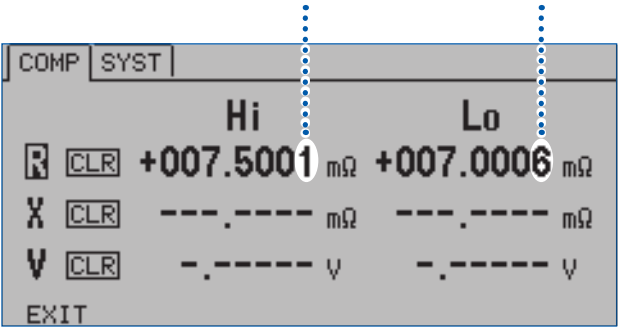 COMP SYST
Hi Lo
R CLR +007.5001 mΩ +007.0006 mΩ
X CLR ---.---- mΩ ---.---- mΩ
V CLR -.----- V -.----- V
EXIT